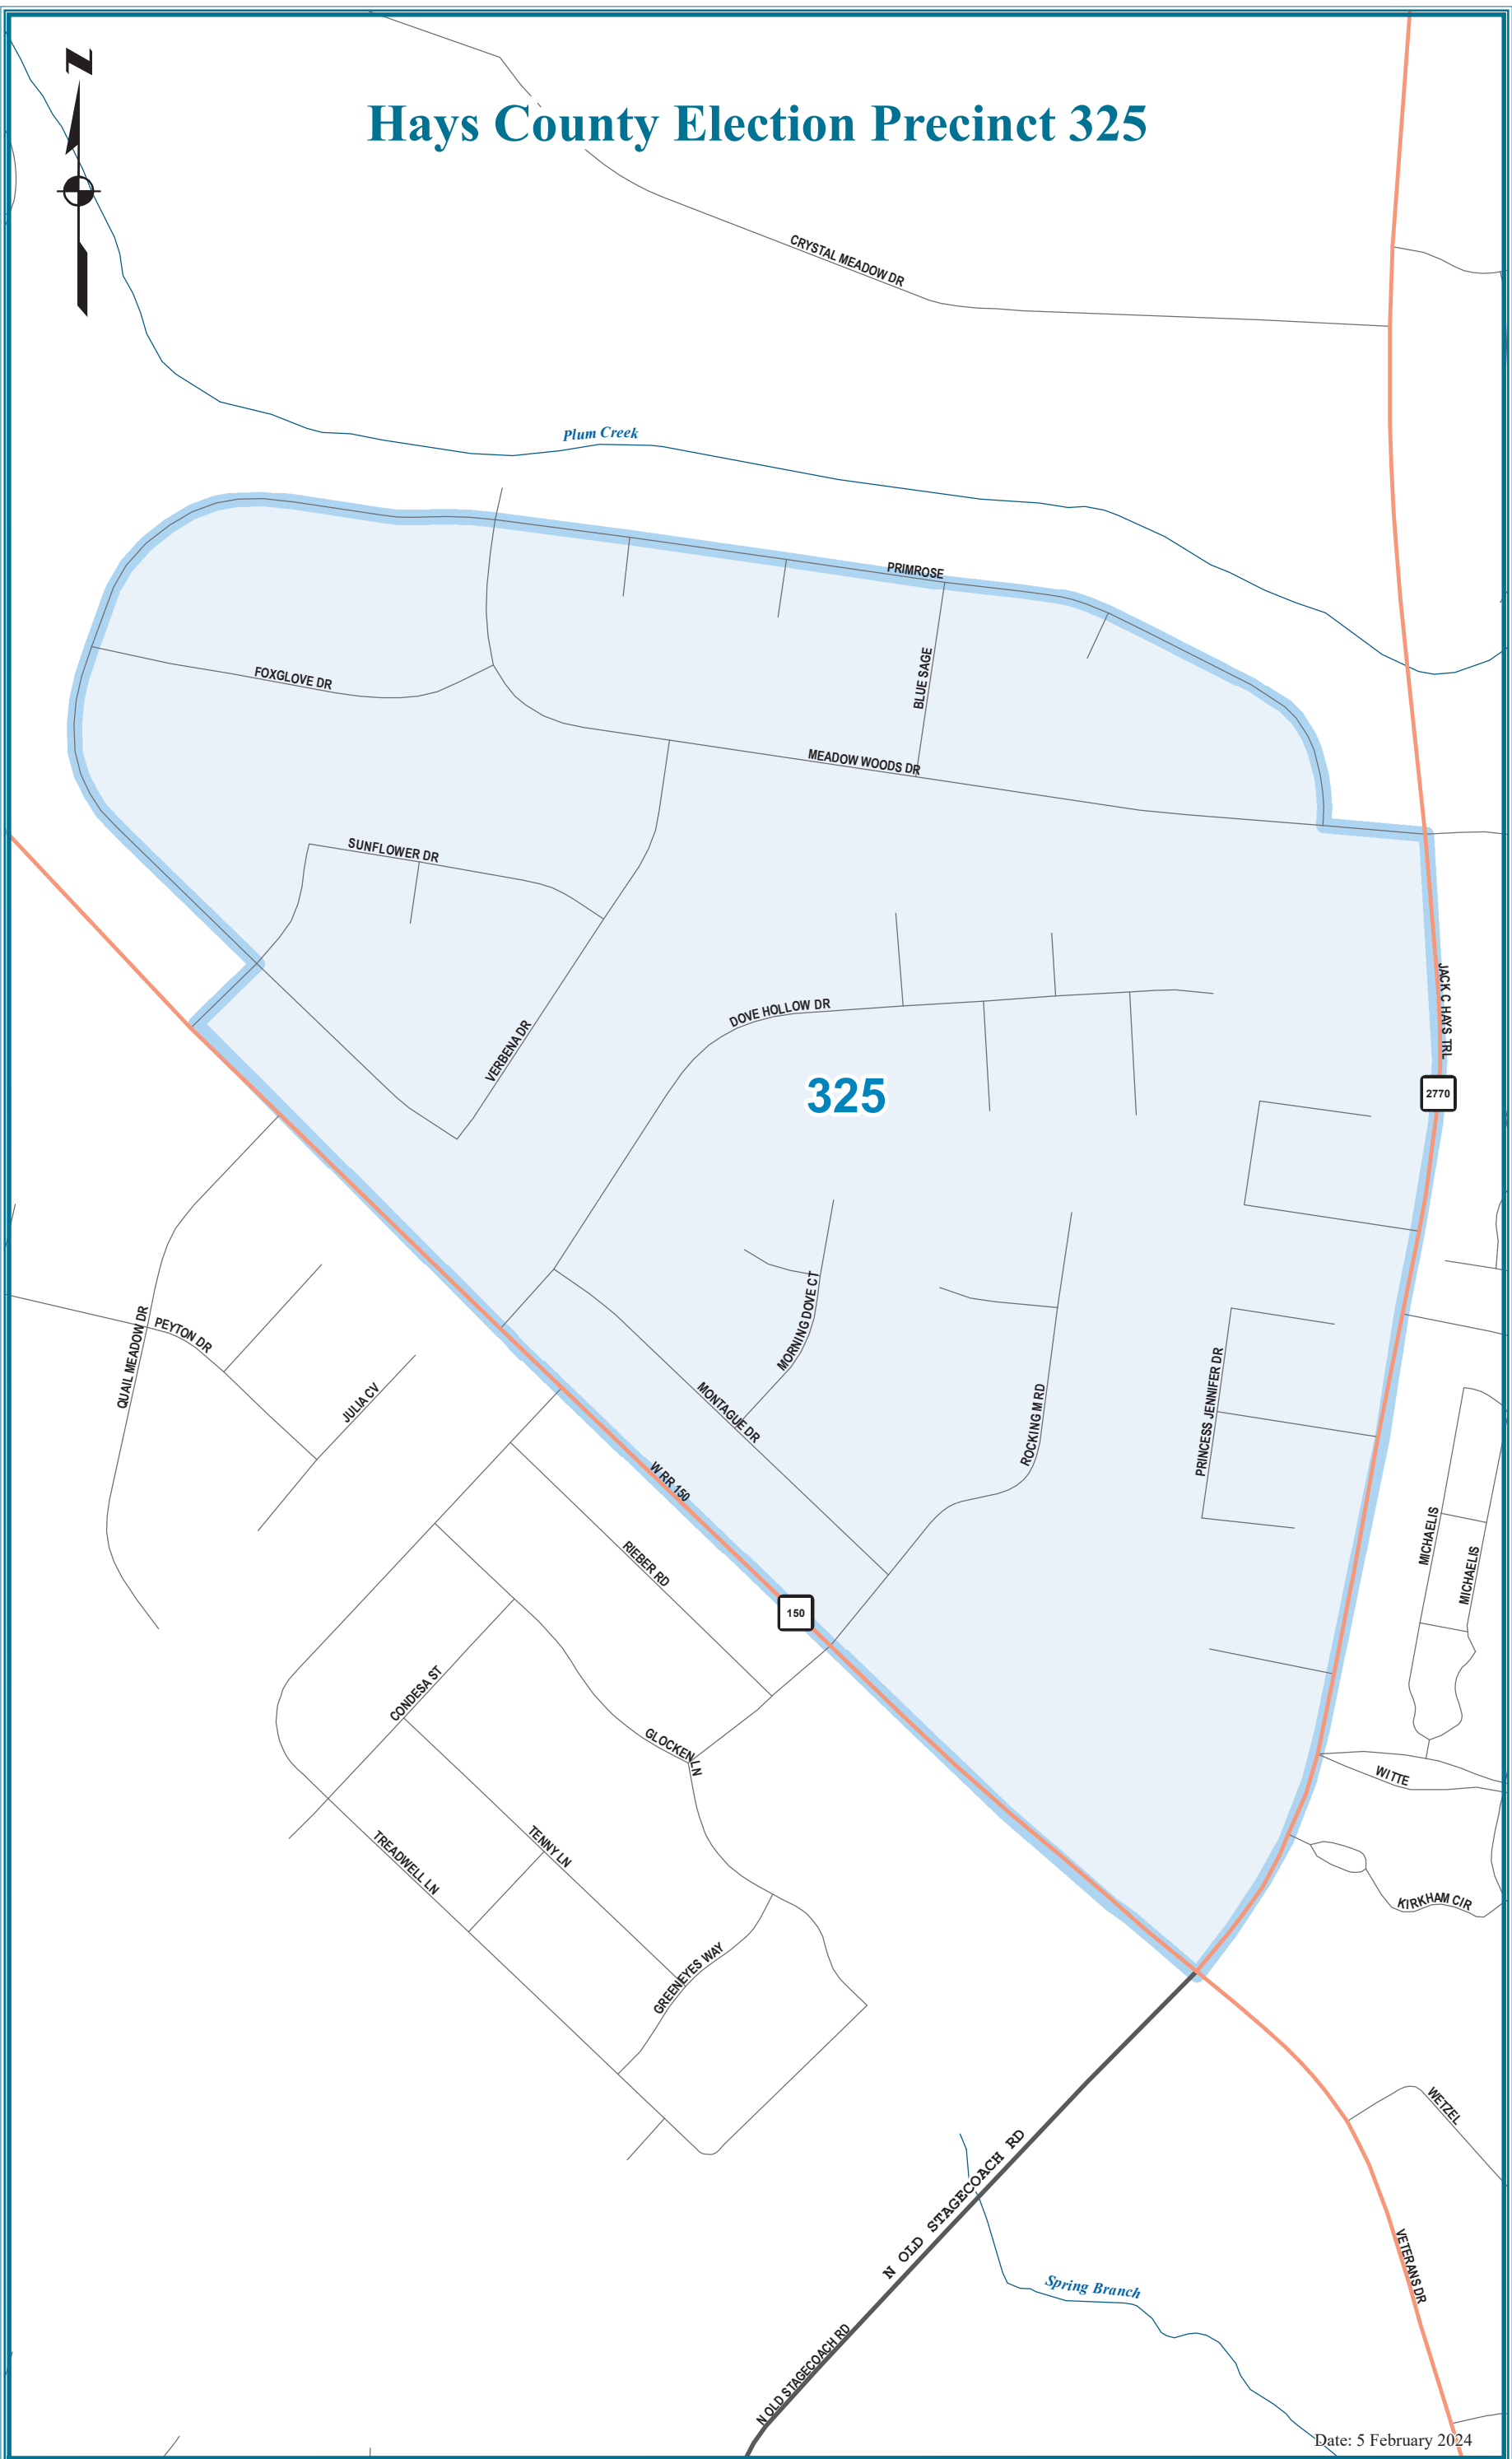 N
Hays County Election Precinct 325
CRYSTAL MEADOW DR
Plum Creek
PRIMROSE
BLUE SAGE
FOXGLOVE DR
MEADOW WOODS DR
SUNFLOWER DR
JACK C HAYS TRL
DOVE HOLLOW DR
VERBENA DR
325
2770
MORNING DOVE CT
QUAIL MEADOW DR
PEYTON DR
JULIA CV
MONTAGUE DR
ROCKING M RD
PRINCESS JENNIFER DR
W RR 150
MICHAELIS
MICHAELIS
RIEBER RD
150
CONDESA ST
GLOCKEN LN
WITTE
TENNY LN
TREADWELL LN
KIRKHAM CIR
GREENEYES WAY
WETZEL
N OLD STAGECOACH RD
VETERANS DR
Spring Branch
N OLD STAGECOACH RD
Date: 5 February 2024